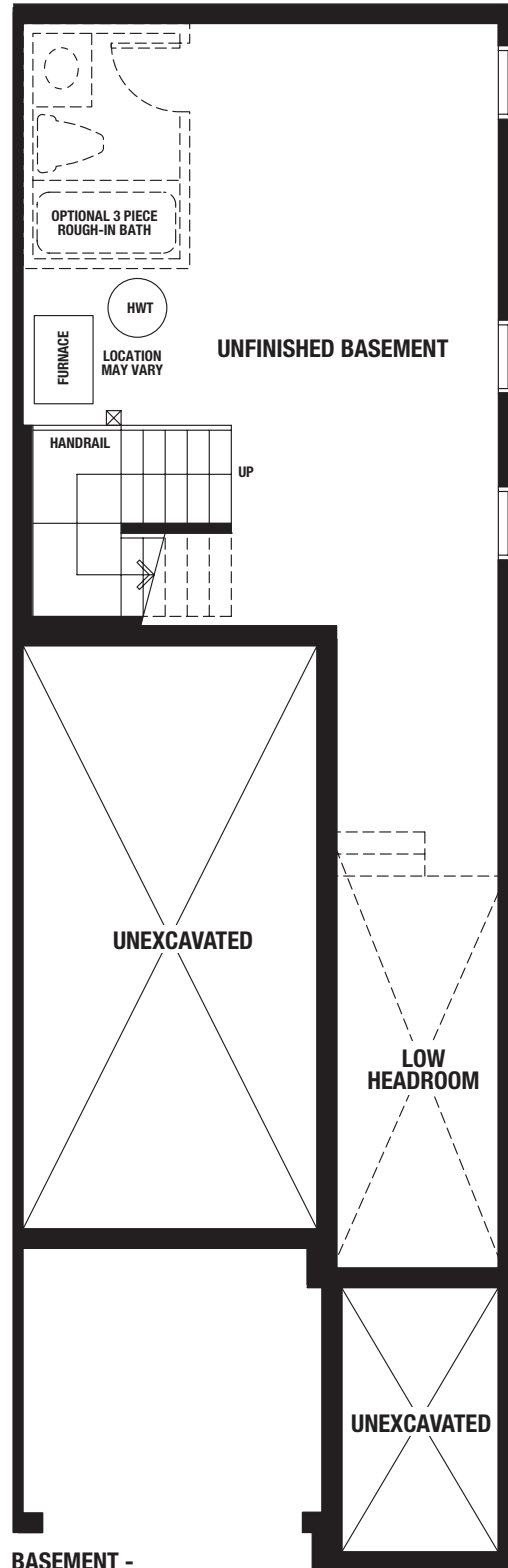 OPTIONAL 3 PIECE
ROUGH-IN BATH
HWT
FURNACE
LOCATION
MAY VARY
UNFINISHED BASEMENT
HANDRAIL
UP
UNEXCAVATED
LOW
HEADROOM
UNEXCAVATED
BASEMENT -